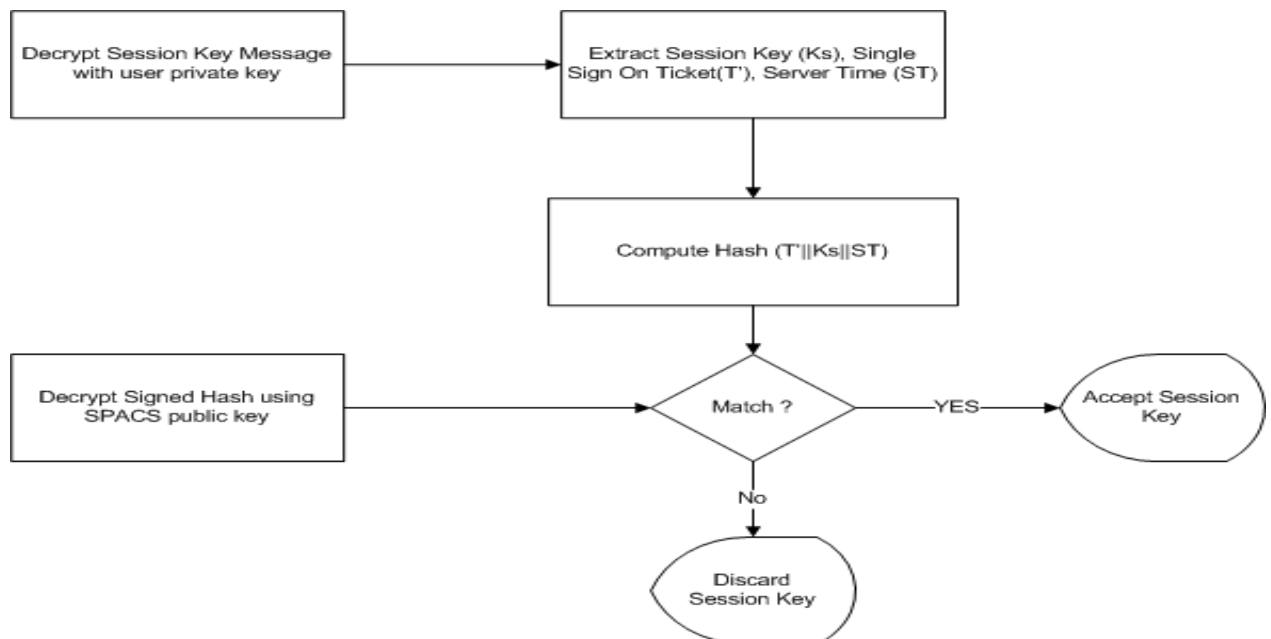 Decrypt Session Key Message
with user private key
Extract Session Key (Ks), Single
Sign On Ticket(T'), Server Time (ST)
Compute Hash (T'||Ks||ST)
Decrypt Signed Hash using
SPACS public key
Match ?
YES
Accept Session
Key
No
Discard
Session Key